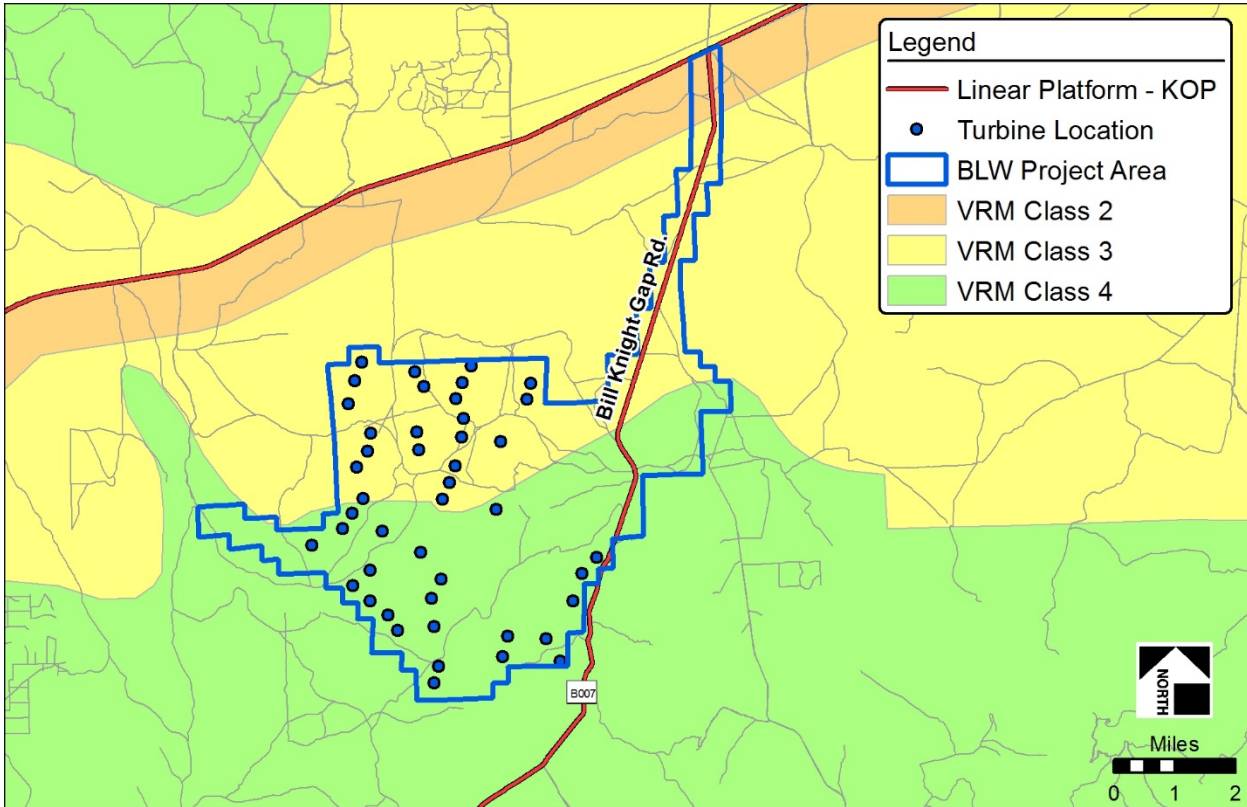 Legend
Linear Platform - KOP
Turbine Location
BLW Project Area
VRM Class 2
VRM Class 3
VRM Class 4
Bill Knight Gap Rd.
B007
NORTH
Miles
0 1 2